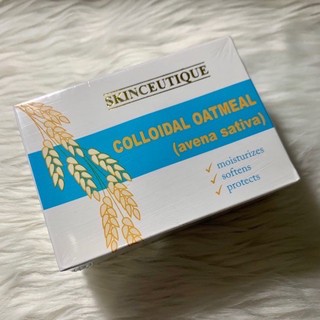 SKINCEUTIQUE
COLLOIDAL OATMEAL
(avena sativa)
moisturizes
softens
protects